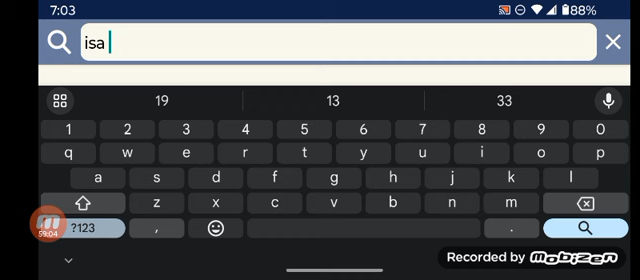 7:03 88%
isa
19 13 33
1 2 3 4 5 6 7 8 9 0
q w e r t y u i o p
a s d f g h j k l
z x c v b n m
?123 , .
59:04
Recorded by Mobizen